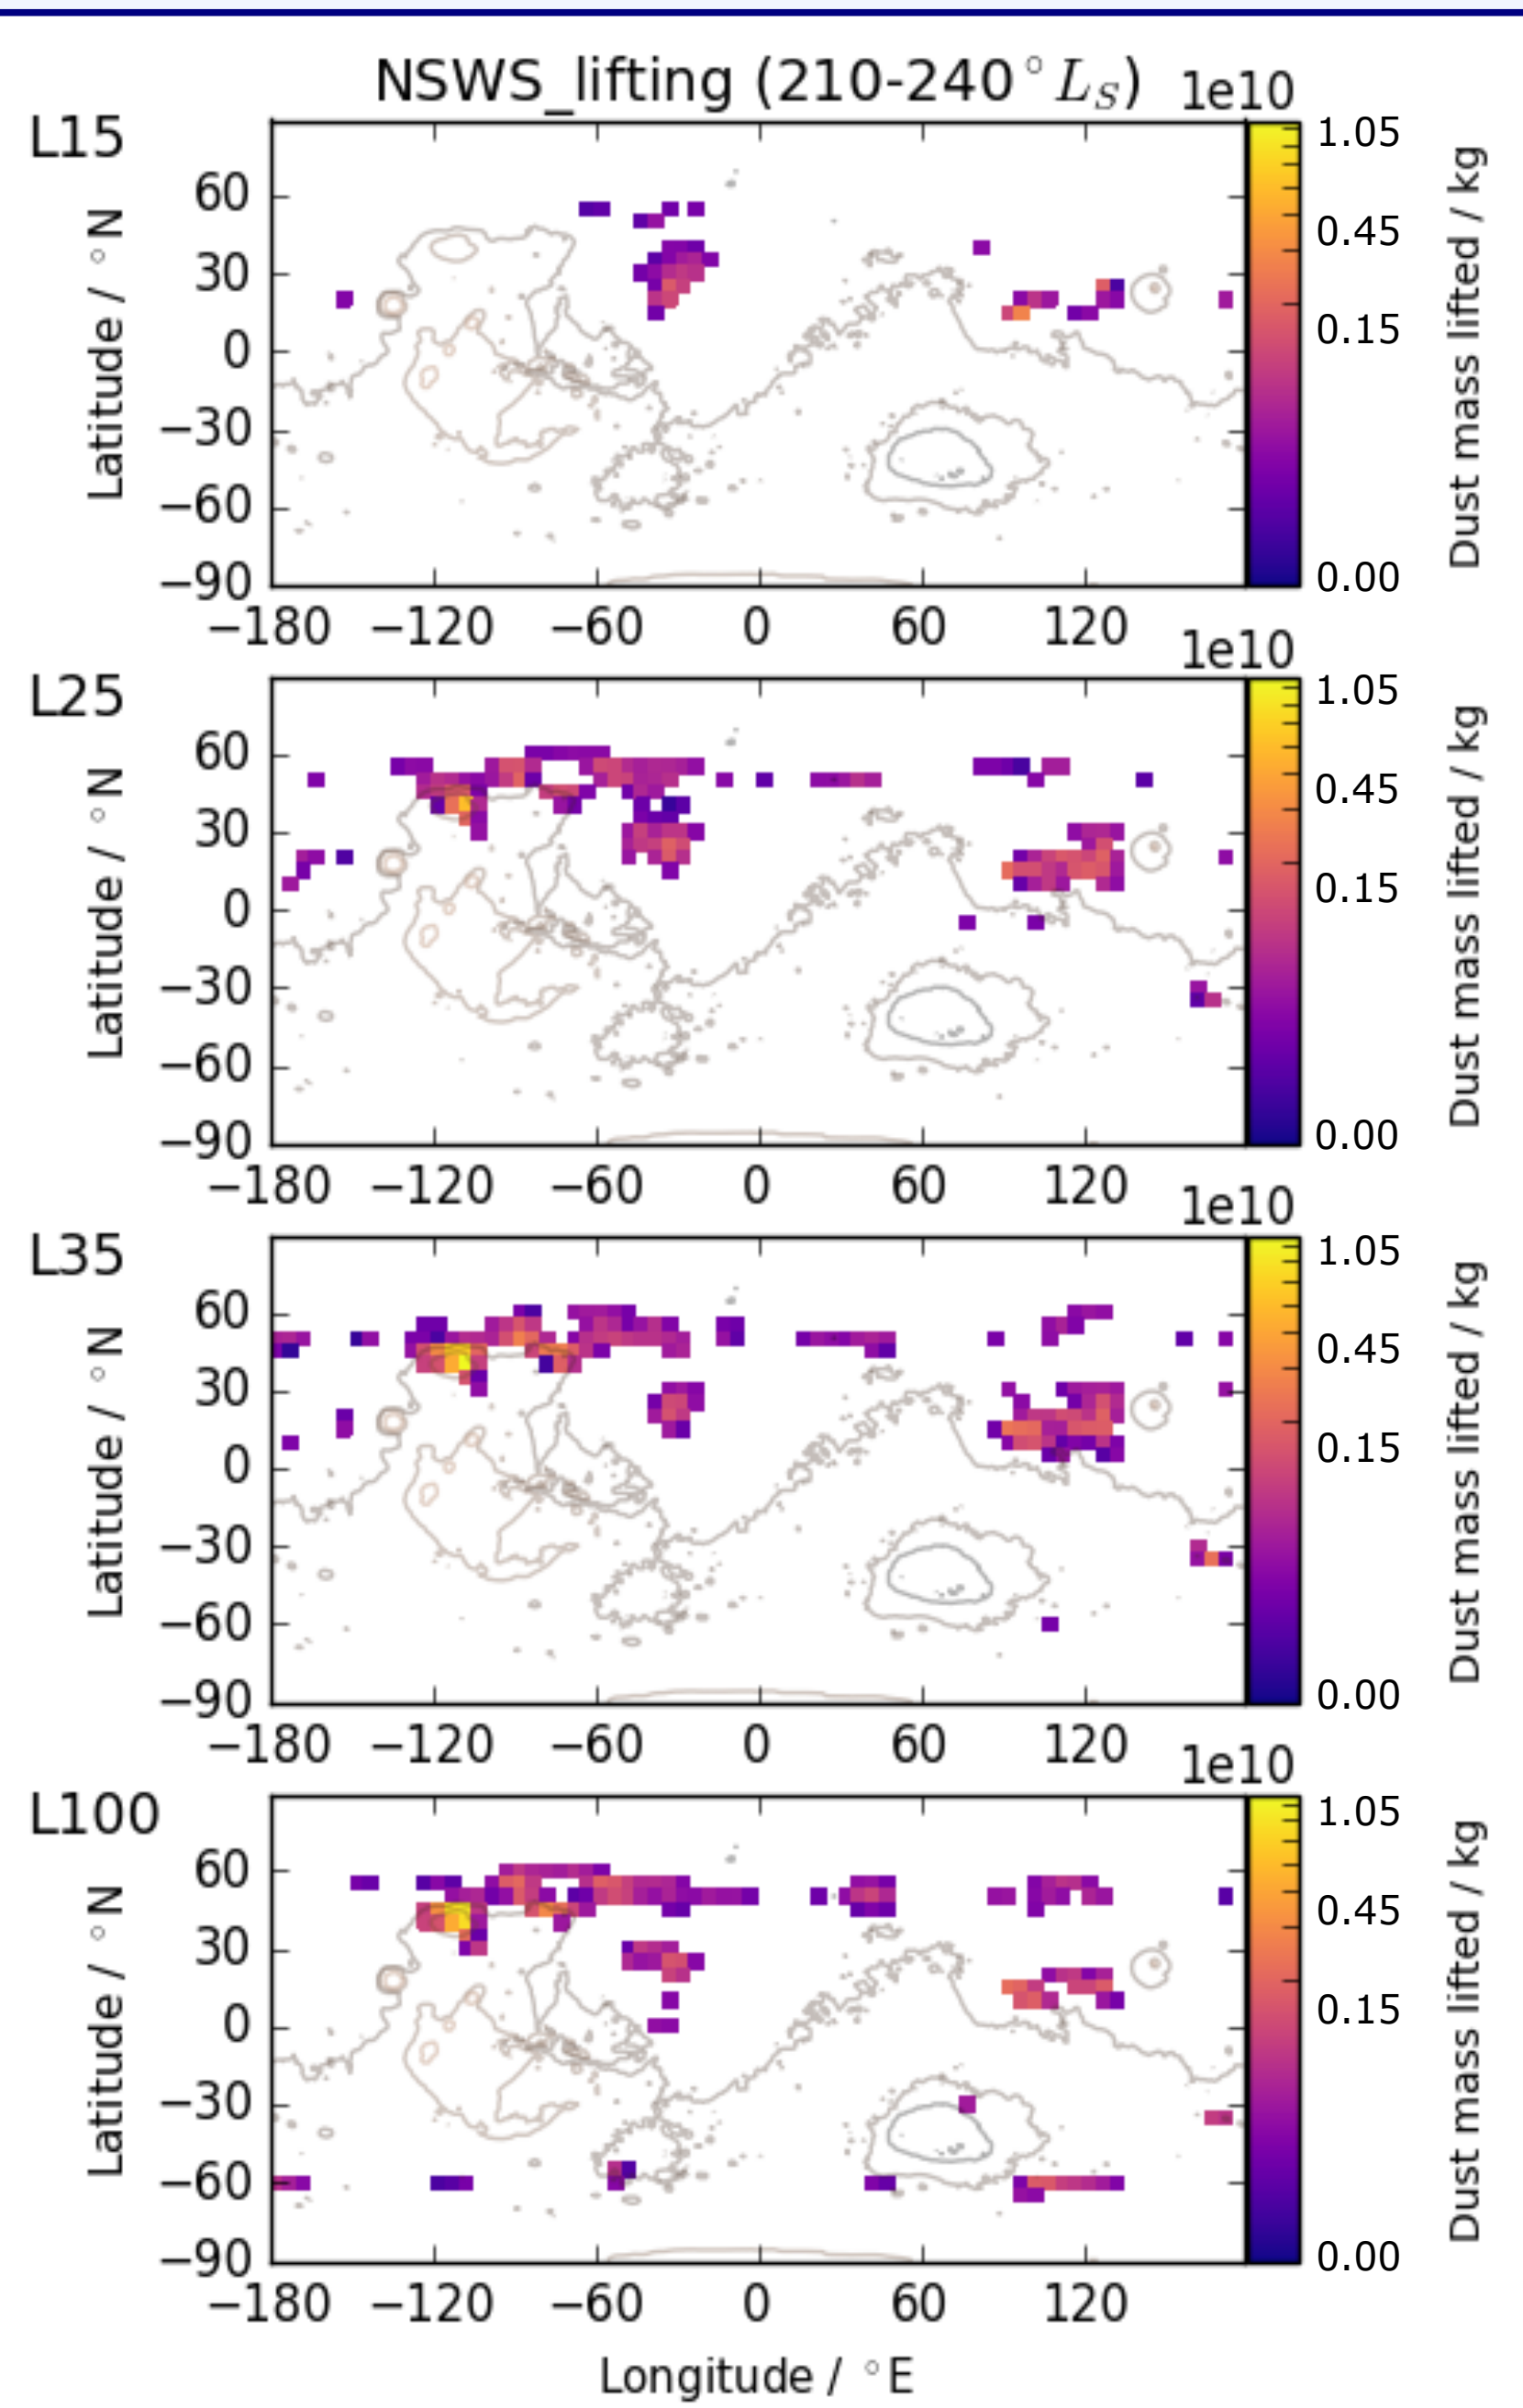 NSWS_lifting (210-240°L_S) 1e10
L15
Latitude / °N
60
30
0
−30
−60
−90
−180 −120 −60 0 60 120
1.05
0.45
0.15
0.00
Dust mass lifted / kg
1e10
L25
Latitude / °N
60
30
0
−30
−60
−90
−180 −120 −60 0 60 120
1.05
0.45
0.15
0.00
Dust mass lifted / kg
1e10
L35
Latitude / °N
60
30
0
−30
−60
−90
−180 −120 −60 0 60 120
1.05
0.45
0.15
0.00
Dust mass lifted / kg
1e10
L100
Latitude / °N
60
30
0
−30
−60
−90
−180 −120 −60 0 60 120
1.05
0.45
0.15
0.00
Dust mass lifted / kg
Longitude / °E